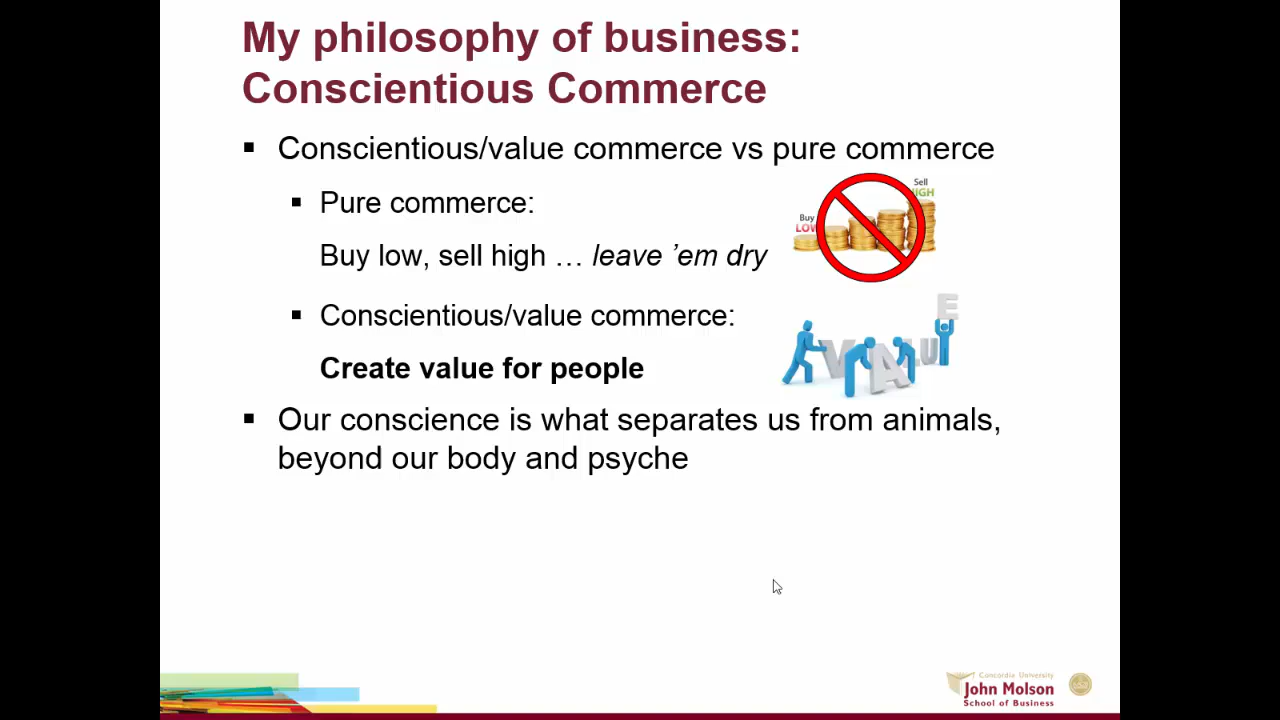 My philosophy of business:
Conscientious Commerce
▪ Conscientious/value commerce vs pure commerce
▪ Pure commerce:
Buy low, sell high … leave ’em dry
Sell
HIGH
Buy
LOW
▪ Conscientious/value commerce:
Create value for people
VALUE
▪ Our conscience is what separates us from animals,
beyond our body and psyche
Concordia University
John Molson
School of Business